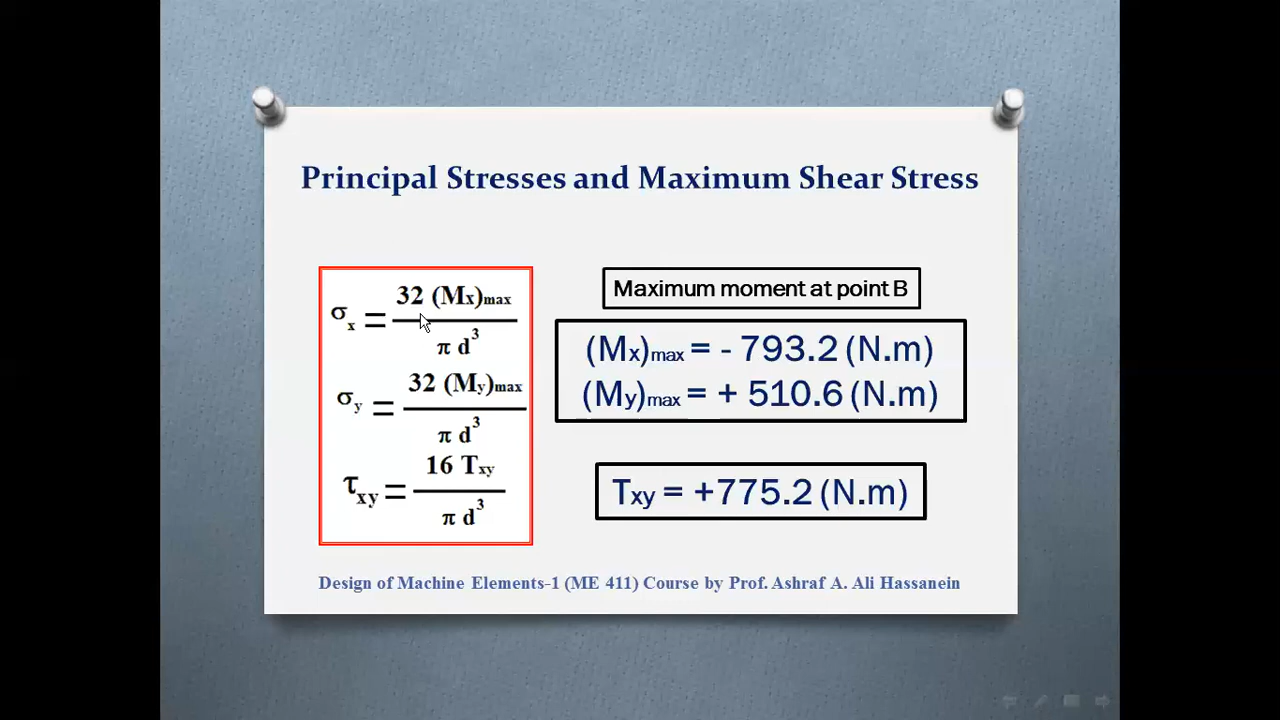 Principal Stresses and Maximum Shear Stress
σx = 32 (Mx)max / π d³
σy = 32 (My)max / π d³
τxy = 16 Txy / π d³
Maximum moment at point B
(Mx)max = - 793.2 (N.m)
(My)max = + 510.6 (N.m)
Txy = +775.2 (N.m)
Design of Machine Elements-1 (ME 411) Course by Prof. Ashraf A. Ali Hassanein